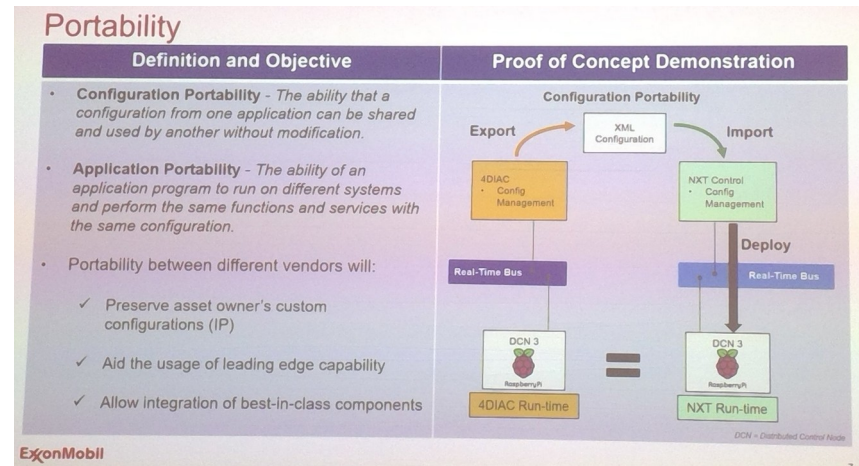 Portability
Definition and Objective
• Configuration Portability - The ability that a
configuration from one application can be shared
and used by another without modification.
• Application Portability - The ability of an
application program to run on different systems
and perform the same functions and services with
the same configuration.
• Portability between different vendors will:
✓ Preserve asset owner's custom
configurations (IP)
✓ Aid the usage of leading edge capability
✓ Allow integration of best-in-class components
Proof of Concept Demonstration
Configuration Portability
Export
XML
Configuration
Import
4DIAC
• Config
Management
NXT Control
• Config
Management
Deploy
Real-Time Bus
Real-Time Bus
DCN 3
RaspberryPi
4DIAC Run-time
=
DCN 3
RaspberryPi
NXT Run-time
DCN = Distributed Control Node
ExxonMobil